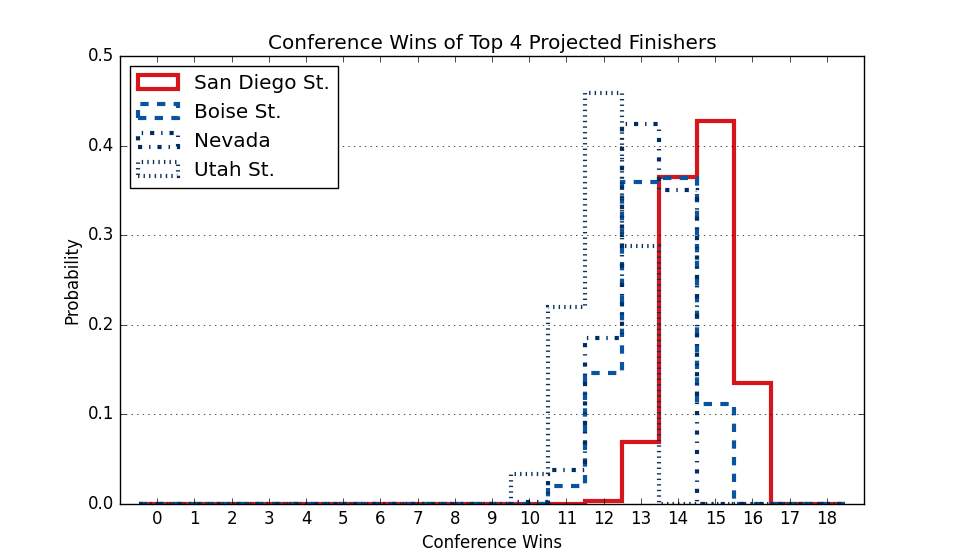 Conference Wins of Top 4 Projected Finishers
0.5
San Diego St.
Boise St.
Nevada
Utah St.
0.4
0.3
0.2
0.1
0.0
Probability
0 1 2 3 4 5 6 7 8 9 10 11 12 13 14 15 16 17 18
Conference Wins